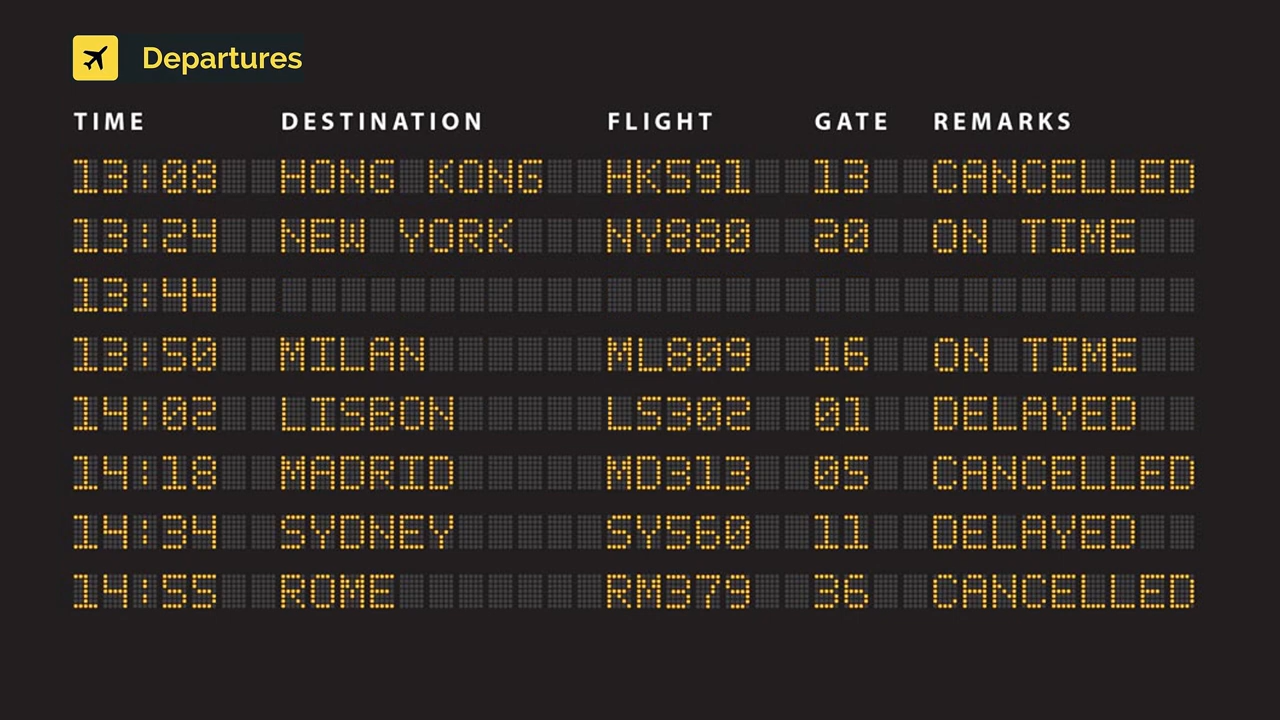 Departures
TIME DESTINATION FLIGHT GATE REMARKS
13:08 HONG KONG HK591 13 CANCELLED
13:24 NEW YORK NY880 20 ON TIME
13:44
13:50 MILAN ML809 16 ON TIME
14:02 LISBON LS302 01 DELAYED
14:18 MADRID MD313 05 CANCELLED
14:34 SYDNEY SY560 11 DELAYED
14:55 ROME RM379 36 CANCELLED